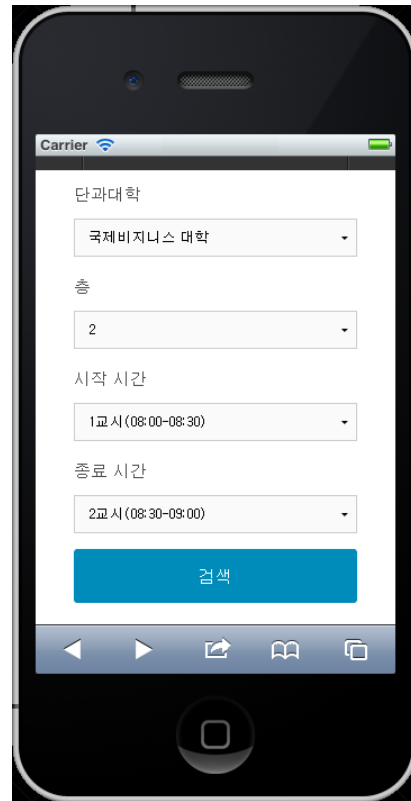 Carrier
단과대학
국제비지니스 대학
층
2
시작 시간
1교시(08:00-08:30)
종료 시간
2교시(08:30-09:00)
검색